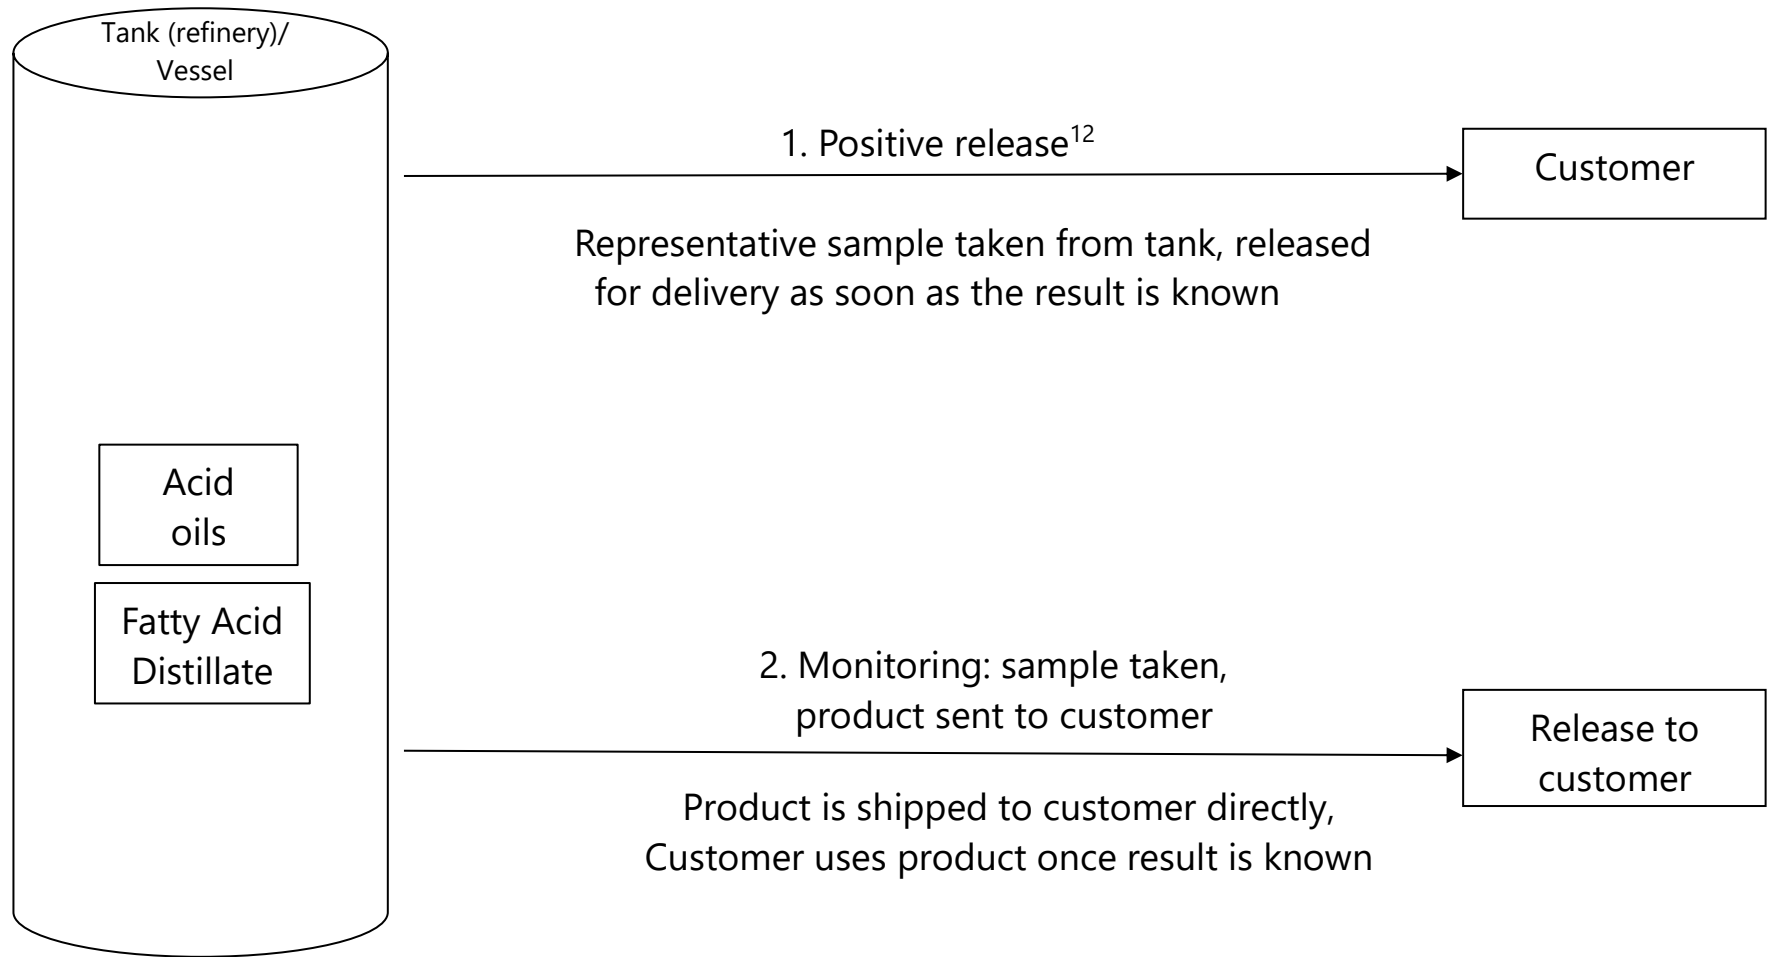 Tank (refinery)/
Vessel
1. Positive release¹²
Customer
Representative sample taken from tank, released
for delivery as soon as the result is known
Acid
oils
Fatty Acid
Distillate
2. Monitoring: sample taken,
product sent to customer
Release to
customer
Product is shipped to customer directly,
Customer uses product once result is known